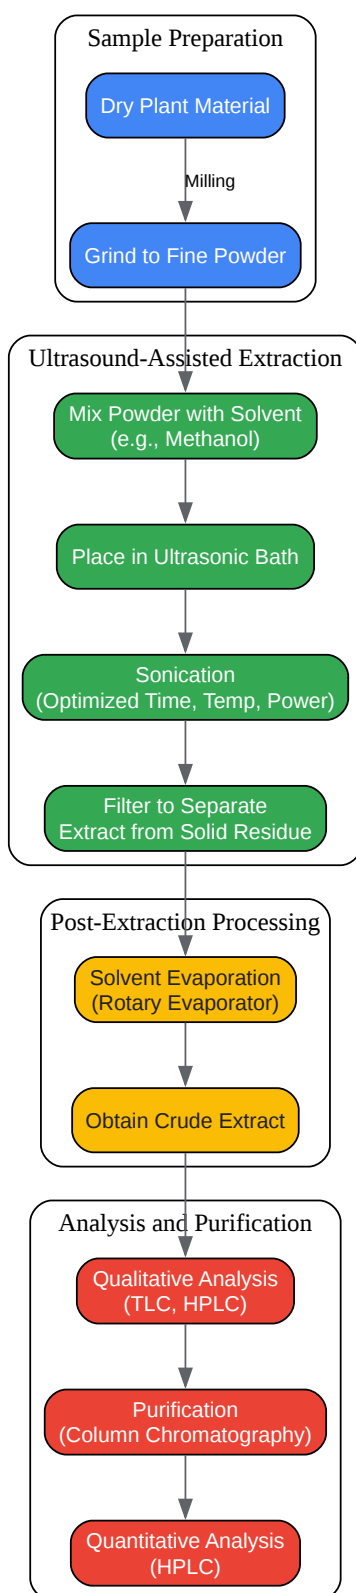 Sample Preparation
Dry Plant Material
Milling
Grind to Fine Powder
Ultrasound-Assisted Extraction
Mix Powder with Solvent
(e.g., Methanol)
Place in Ultrasonic Bath
Sonication
(Optimized Time, Temp, Power)
Filter to Separate
Extract from Solid Residue
Post-Extraction Processing
Solvent Evaporation
(Rotary Evaporator)
Obtain Crude Extract
Analysis and Purification
Qualitative Analysis
(TLC, HPLC)
Purification
(Column Chromatography)
Quantitative Analysis
(HPLC)